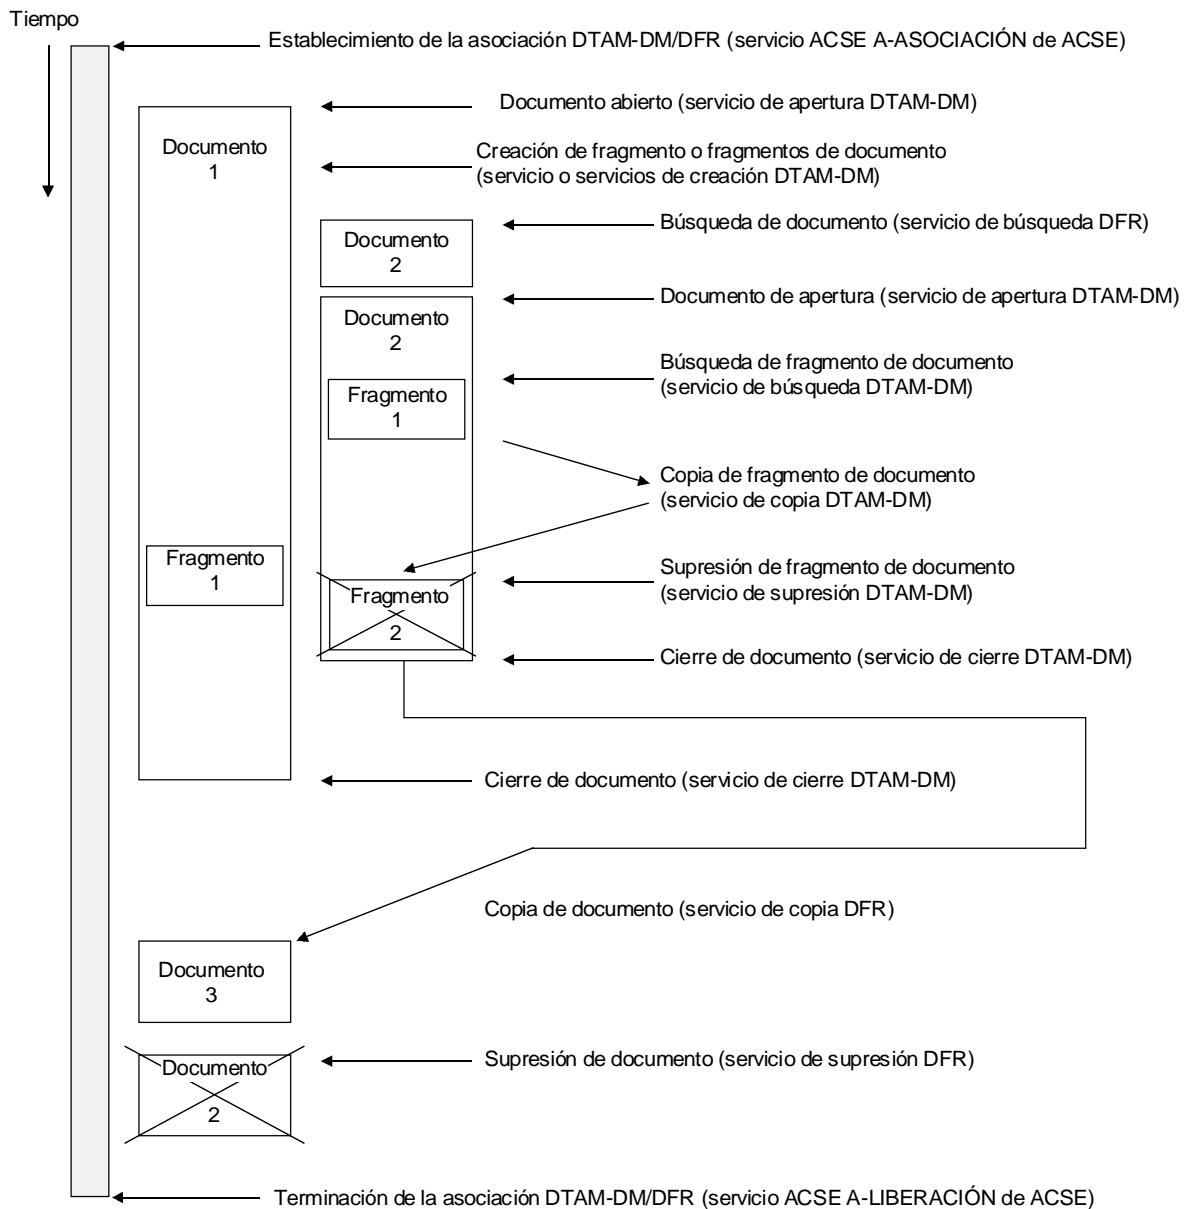 Tiempo
Establecimiento de la asociación DTAM-DM/DFR (servicio ACSE A-ASOCIACIÓN de ACSE)
Documento abierto (servicio de apertura DTAM-DM)
Documento
1
Creación de fragmento o fragmentos de documento
(servicio o servicios de creación DTAM-DM)
Búsqueda de documento (servicio de búsqueda DFR)
Documento
2
Documento de apertura (servicio de apertura DTAM-DM)
Documento
2
Búsqueda de fragmento de documento
(servicio de búsqueda DTAM-DM)
Fragmento
1
Copia de fragmento de documento
(servicio de copia DTAM-DM)
Fragmento
1
Supresión de fragmento de documento
(servicio de supresión DTAM-DM)
Fragmento
2
Cierre de documento (servicio de cierre DTAM-DM)
Cierre de documento (servicio de cierre DTAM-DM)
Copia de documento (servicio de copia DFR)
Documento
3
Supresión de documento (servicio de supresión DFR)
Documento
2
Terminación de la asociación DTAM-DM/DFR (servicio ACSE A-LIBERACIÓN de ACSE)